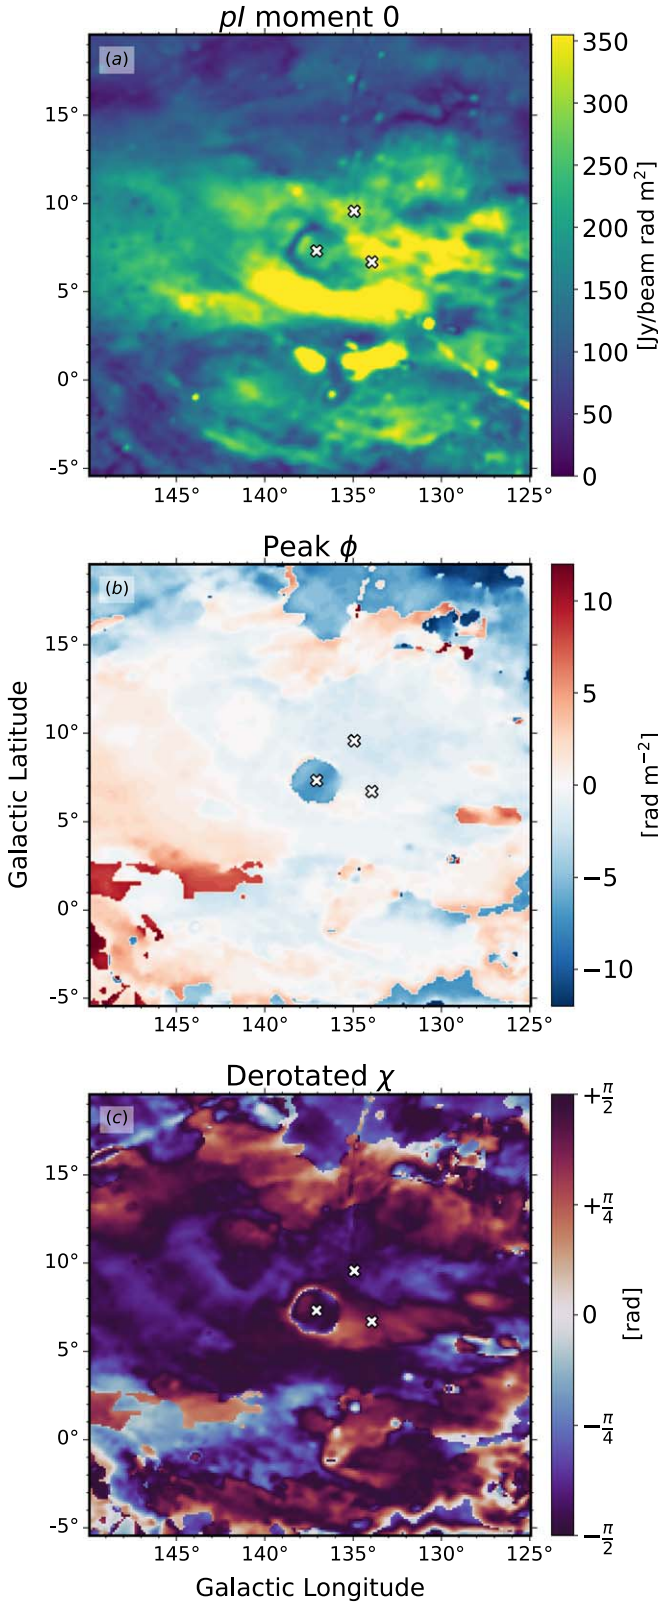 pI moment 0
(a)
15°
10°
5°
0°
-5°
145° 140° 135° 130° 125°
350
300
250
200
150
100
50
0
[Jy/beam rad m²]
Peak ϕ
(b)
15°
10°
5°
0°
-5°
145° 140° 135° 130° 125°
10
5
0
−5
−10
[rad m⁻²]
Galactic Latitude
Derotated χ
(c)
15°
10°
5°
0°
-5°
145° 140° 135° 130° 125°
+π/2
+π/4
0
−π/4
−π/2
[rad]
Galactic Longitude